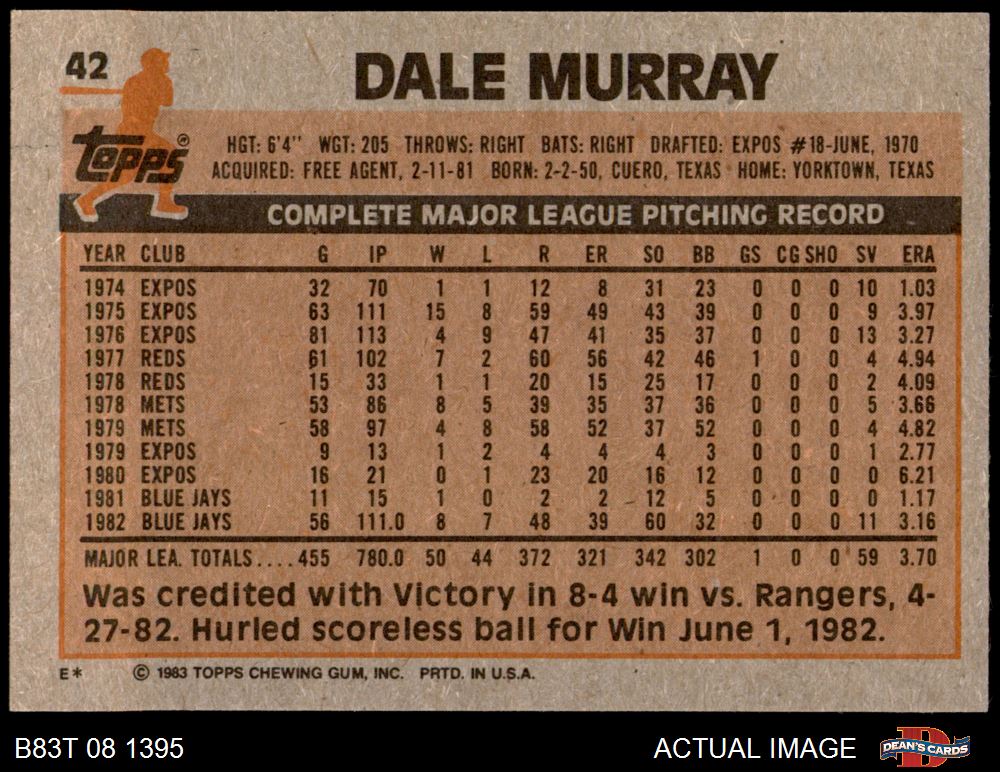 42
DALE MURRAY
topps®
HGT: 6'4" WGT: 205 THROWS: RIGHT BATS: RIGHT DRAFTED: EXPOS #18-JUNE, 1970
ACQUIRED: FREE AGENT, 2-11-81 BORN: 2-2-50, CUERO, TEXAS HOME: YORKTOWN, TEXAS
COMPLETE MAJOR LEAGUE PITCHING RECORD
YEAR CLUB G IP W L R ER SO BB GS CG SHO SV ERA
1974 EXPOS 32 70 1 1 12 8 31 23 0 0 0 10 1.03
1975 EXPOS 63 111 15 8 59 49 43 39 0 0 0 9 3.97
1976 EXPOS 81 113 4 9 47 41 35 37 0 0 0 13 3.27
1977 REDS 61 102 7 2 60 56 42 46 1 0 0 4 4.94
1978 REDS 15 33 1 1 20 15 25 17 0 0 0 2 4.09
1978 METS 53 86 8 5 39 35 37 36 0 0 0 5 3.66
1979 METS 58 97 4 8 58 52 37 52 0 0 0 4 4.82
1979 EXPOS 9 13 1 2 4 4 4 3 0 0 0 1 2.77
1980 EXPOS 16 21 0 1 23 20 16 12 0 0 0 0 6.21
1981 BLUE JAYS 11 15 1 0 2 2 12 5 0 0 0 0 1.17
1982 BLUE JAYS 56 111.0 8 7 48 39 60 32 0 0 0 11 3.16
MAJOR LEA. TOTALS....455 780.0 50 44 372 321 342 302 1 0 0 59 3.70
Was credited with Victory in 8-4 win vs. Rangers, 4-
27-82. Hurled scoreless ball for Win June 1, 1982.
E* © 1983 TOPPS CHEWING GUM, INC. PRTD. IN U.S.A.
B83T 08 1395 ACTUAL IMAGE D DEAN'S CARDS